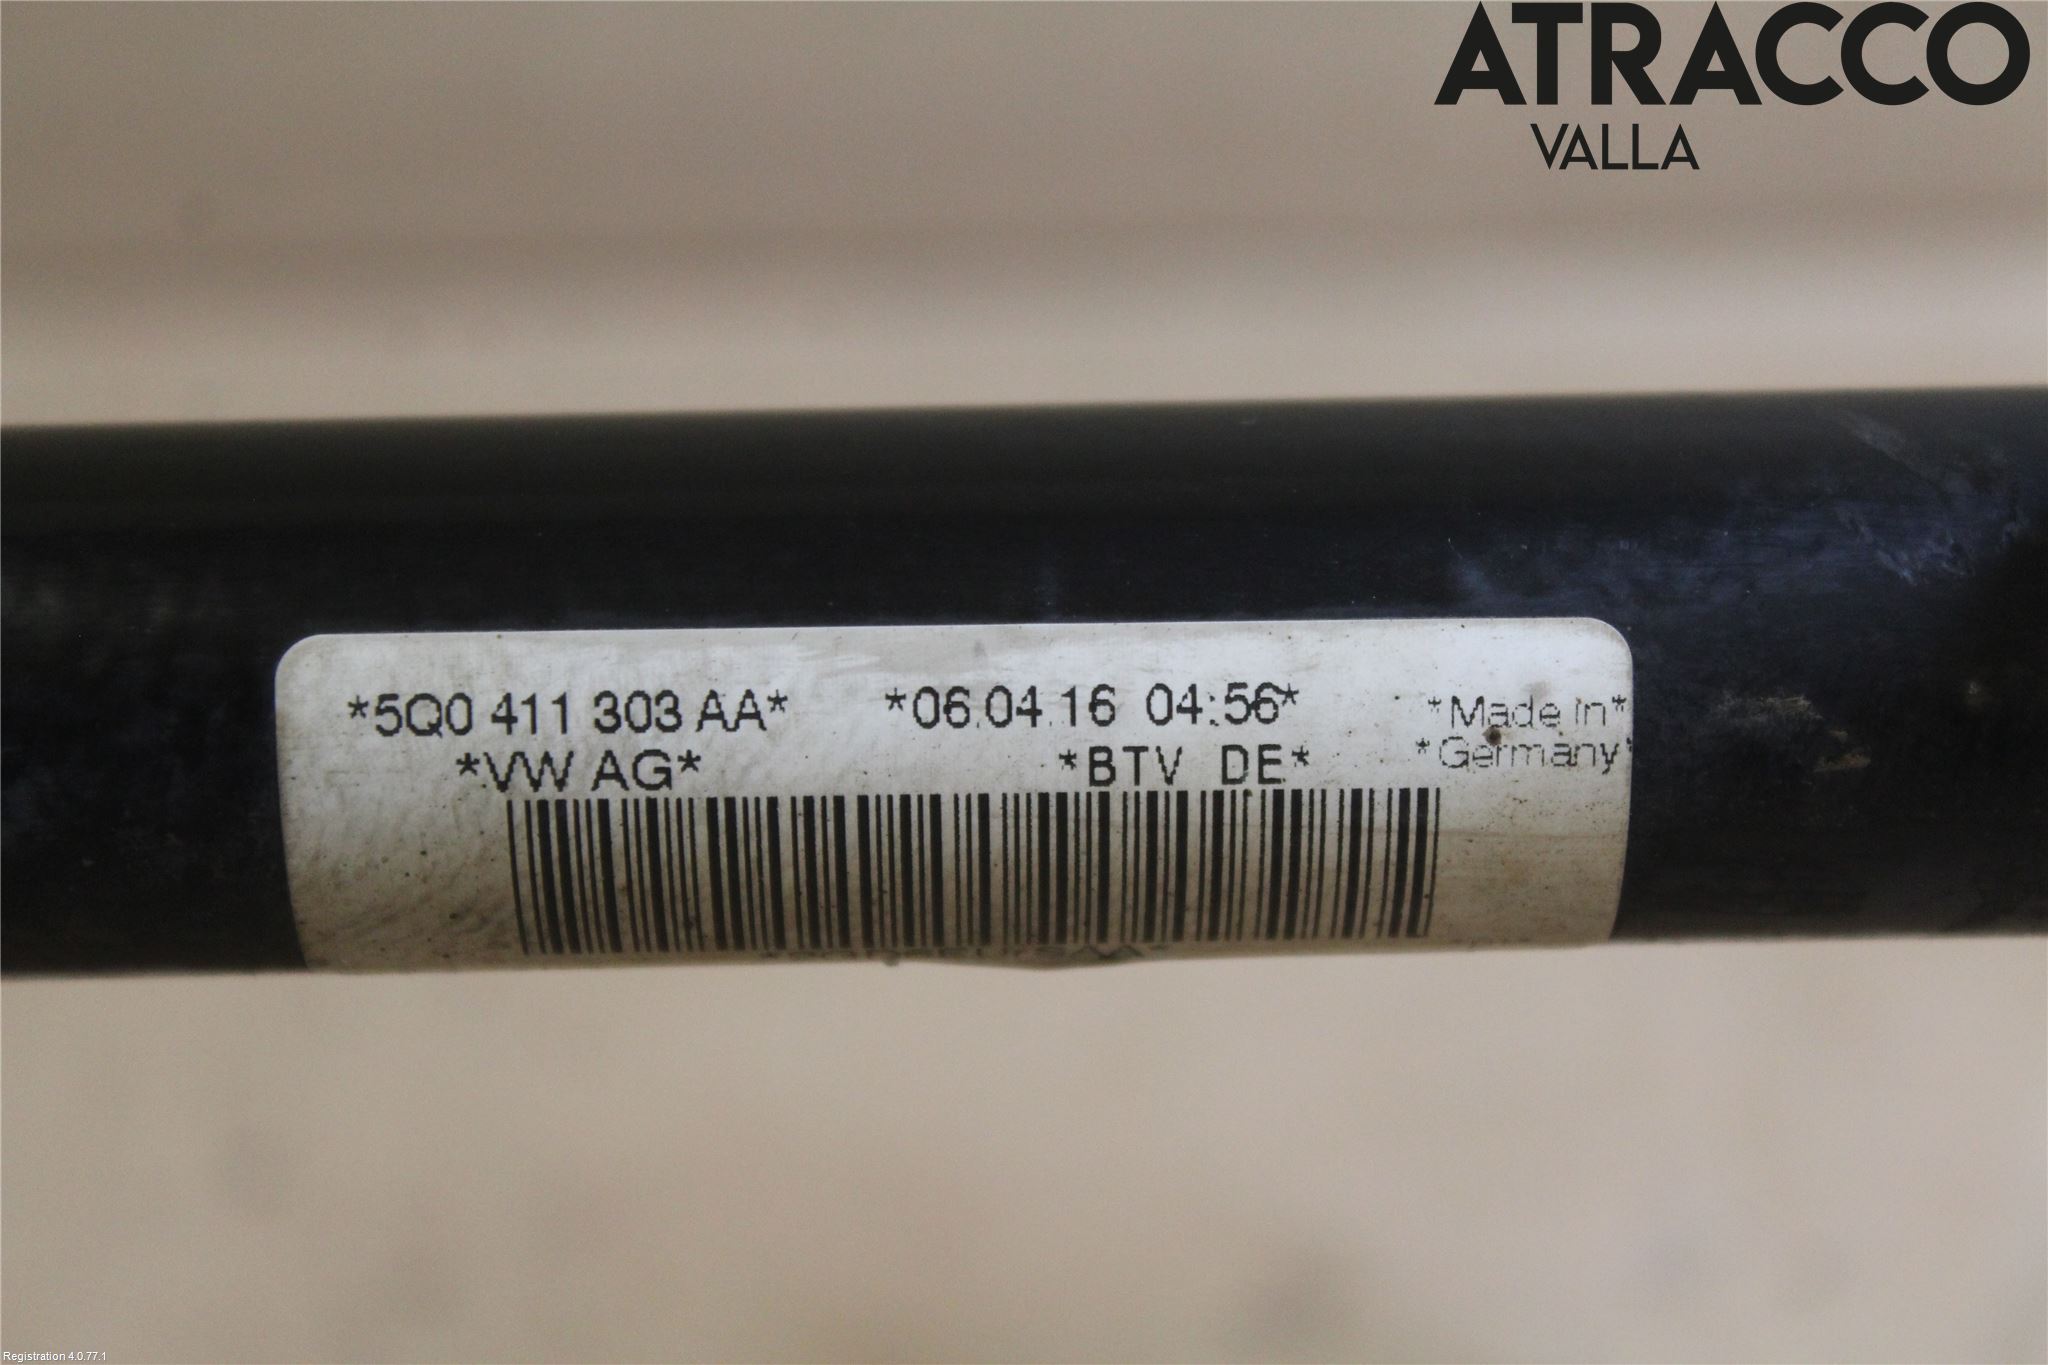 ATRACCO
VALLA
*5Q0 411 303 AA* *06.04.16 04:56*
*VW AG* *BTV DE*
*Made in*
*Germany*
Registration 4.0.77.1